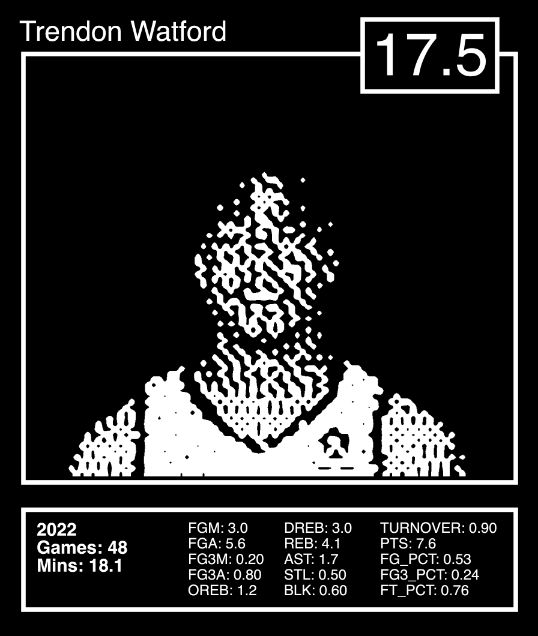 Trendon Watford
17.5
2022
Games: 48
Mins: 18.1
FGM: 3.0
FGA: 5.6
FG3M: 0.20
FG3A: 0.80
OREB: 1.2
DREB: 3.0
REB: 4.1
AST: 1.7
STL: 0.50
BLK: 0.60
TURNOVER: 0.90
PTS: 7.6
FG_PCT: 0.53
FG3_PCT: 0.24
FT_PCT: 0.76